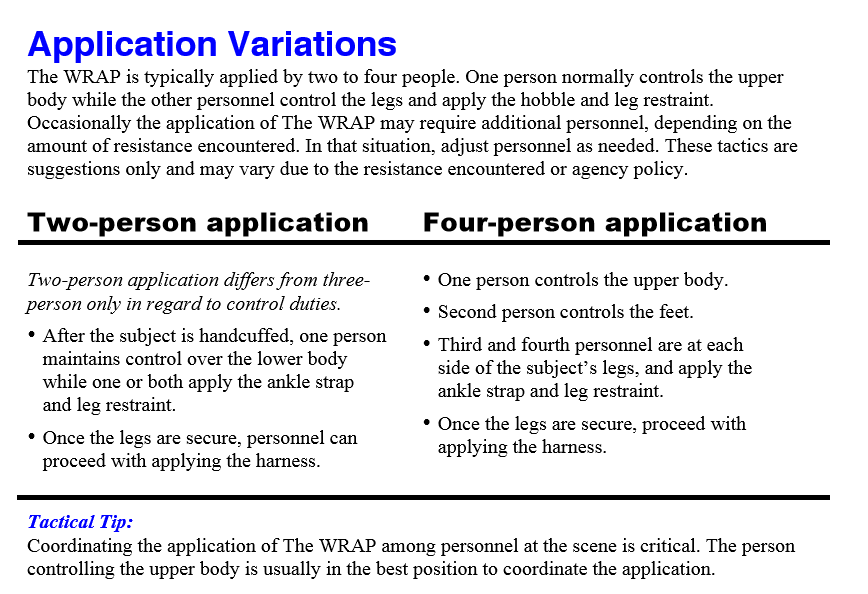 Application Variations
The WRAP is typically applied by two to four people. One person normally controls the upper
body while the other personnel control the legs and apply the hobble and leg restraint.
Occasionally the application of The WRAP may require additional personnel, depending on the
amount of resistance encountered. In that situation, adjust personnel as needed. These tactics are
suggestions only and may vary due to the resistance encountered or agency policy.
Two-person application
Two-person application differs from three-
person only in regard to control duties.
• After the subject is handcuffed, one person
maintains control over the lower body
while one or both apply the ankle strap
and leg restraint.
• Once the legs are secure, personnel can
proceed with applying the harness.
Four-person application
• One person controls the upper body.
• Second person controls the feet.
• Third and fourth personnel are at each
side of the subject’s legs, and apply the
ankle strap and leg restraint.
• Once the legs are secure, proceed with
applying the harness.
Tactical Tip:
Coordinating the application of The WRAP among personnel at the scene is critical. The person
controlling the upper body is usually in the best position to coordinate the application.